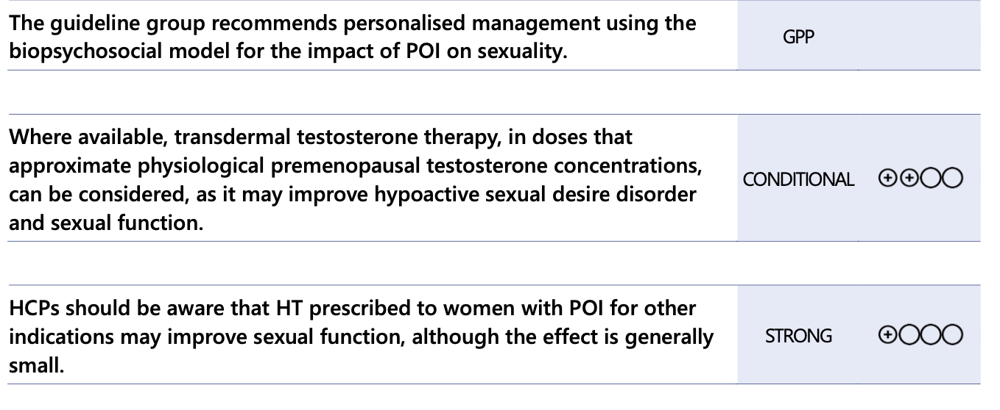 The guideline group recommends personalised management using the
biopsychosocial model for the impact of POI on sexuality.
GPP
Where available, transdermal testosterone therapy, in doses that
approximate physiological premenopausal testosterone concentrations,
can be considered, as it may improve hypoactive sexual desire disorder
and sexual function.
CONDITIONAL ⊕⊕○○
HCPs should be aware that HT prescribed to women with POI for other
indications may improve sexual function, although the effect is generally
small.
STRONG ⊕○○○